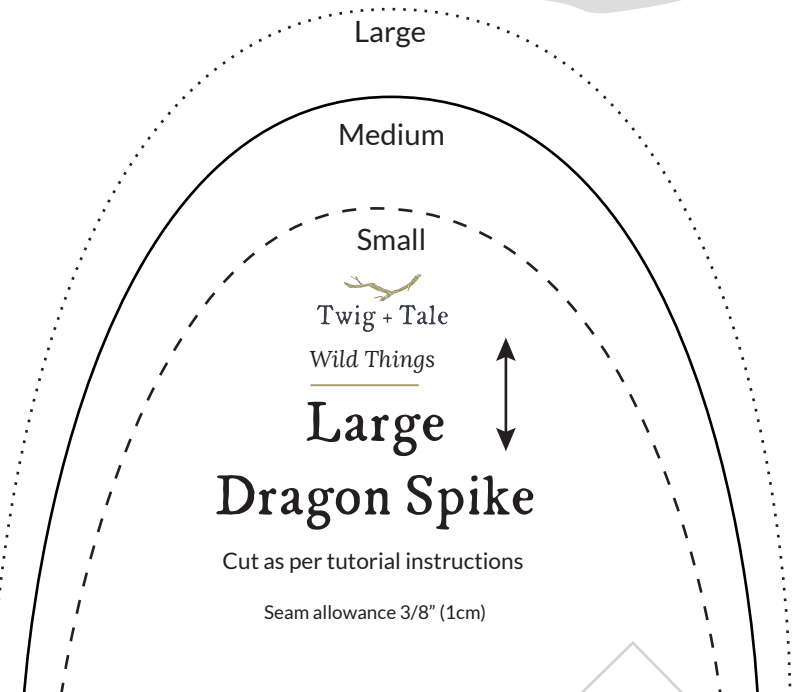 Large
Medium
Small
Twig + Tale
Wild Things
Large
Dragon Spike
Cut as per tutorial instructions
Seam allowance 3/8” (1cm)